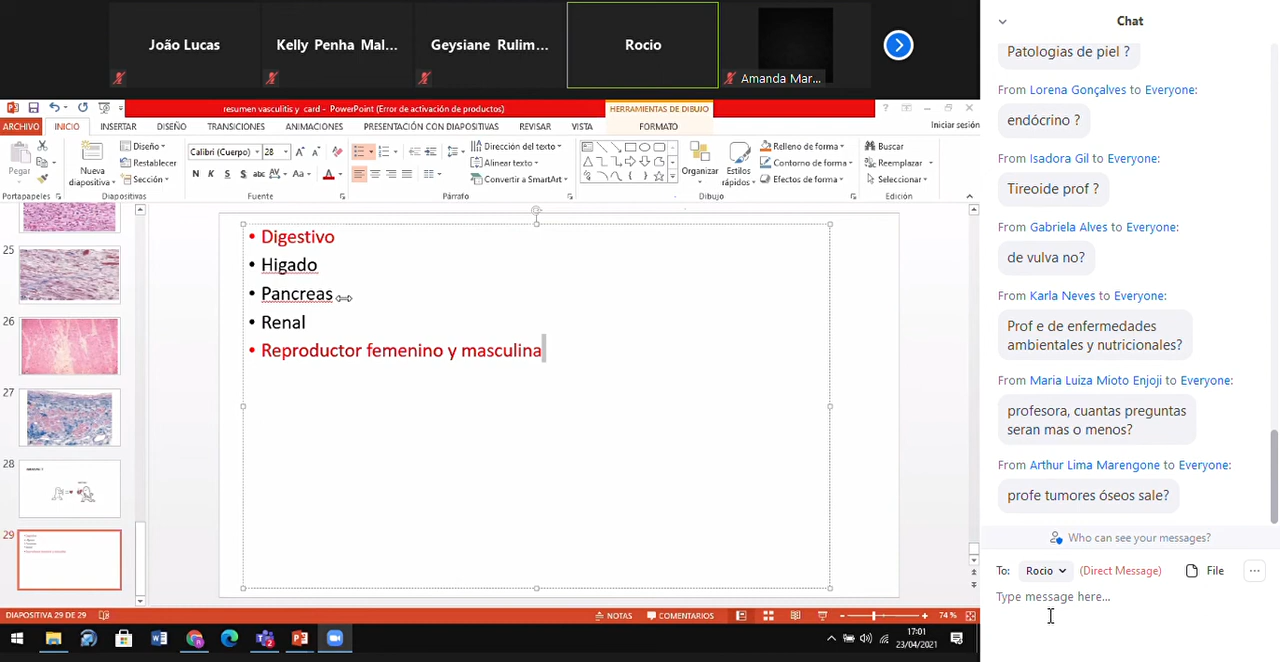 João Lucas
Kelly Penha Mal...
Geysiane Rulim...
Rocio
Amanda Mar...
resumen vasculitis y card - PowerPoint (Error de activación de productos)
HERRAMIENTAS DE DIBUJO
?
ARCHIVO INICIO INSERTAR DISEÑO TRANSICIONES ANIMACIONES PRESENTACIÓN CON DIAPOSITIVAS REVISAR VISTA FORMATO Iniciar sesión
Pegar
Nueva diapositiva
Diseño
Restablecer
Sección
Calibri (Cuerpo) 28
N K S S abc AV Aa A
Dirección del texto
Alinear texto
Convertir a SmartArt
Organizar
Estilos rápidos
Relleno de forma
Contorno de forma
Efectos de forma
Buscar
Reemplazar
Seleccionar
Portapapeles Diapositivas Fuente Párrafo Dibujo Edición
25
26
27
28
29
• Digestivo
• Higado
• Pancreas
• Renal
• Reproductor femenino y masculina
DIAPOSITIVA 29 DE 29
NOTAS COMENTARIOS 74 %
17:01
23/04/2021
Chat
Patologias de piel ?
From Lorena Gonçalves to Everyone:
endócrino ?
From Isadora Gil to Everyone:
Tireoide prof ?
From Gabriela Alves to Everyone:
de vulva no?
From Karla Neves to Everyone:
Prof e de enfermedades
ambientales y nutricionales?
From Maria Luiza Mioto Enjoji to Everyone:
profesora, cuantas preguntas
seran mas o menos?
From Arthur Lima Marengone to Everyone:
profe tumores óseos sale?
Who can see your messages?
To: Rocio (Direct Message) File
Type message here...